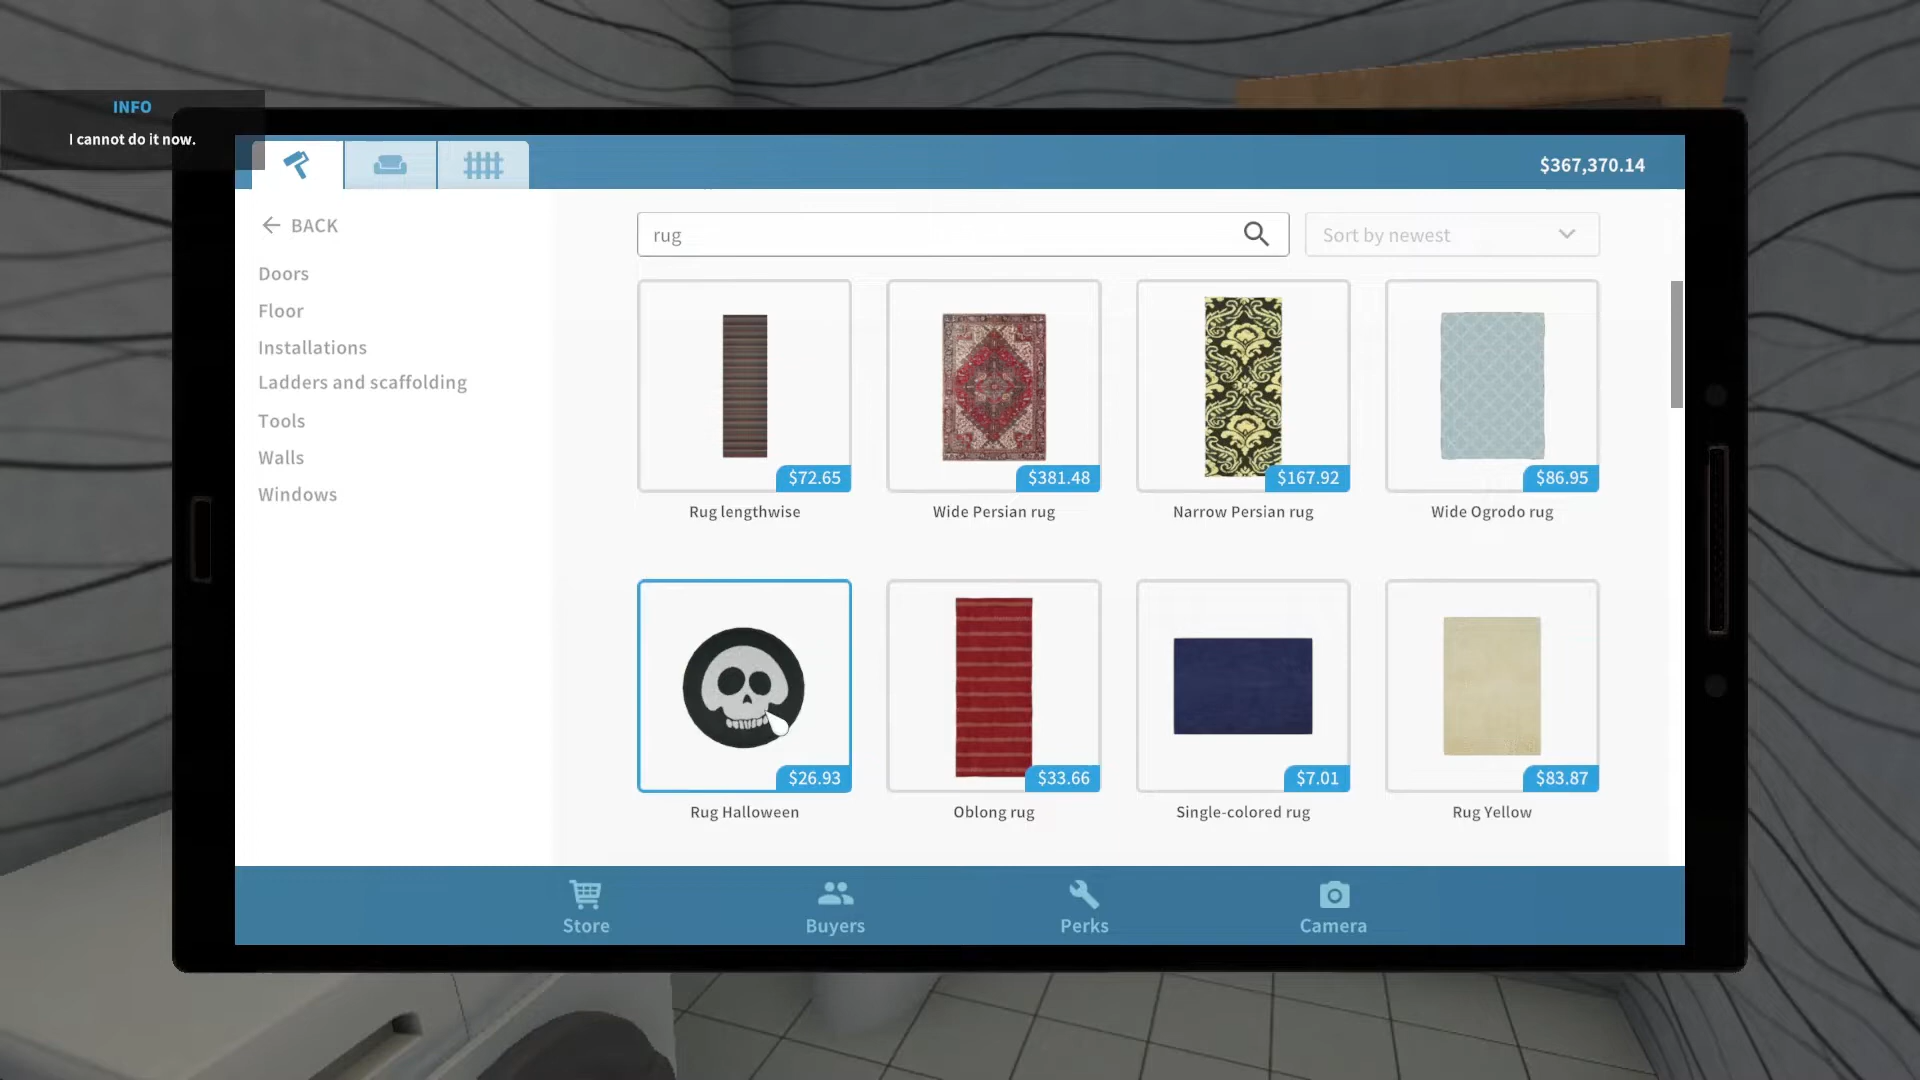 INFO
I cannot do it now.
$367,370.14
BACK
Doors
Floor
Installations
Ladders and scaffolding
Tools
Walls
Windows
rug
Sort by newest
$72.65
$381.48
$167.92
$86.95
Rug lengthwise
Wide Persian rug
Narrow Persian rug
Wide Ogrodo rug
$26.93
$33.66
$7.01
$83.87
Rug Halloween
Oblong rug
Single-colored rug
Rug Yellow
Store
Buyers
Perks
Camera